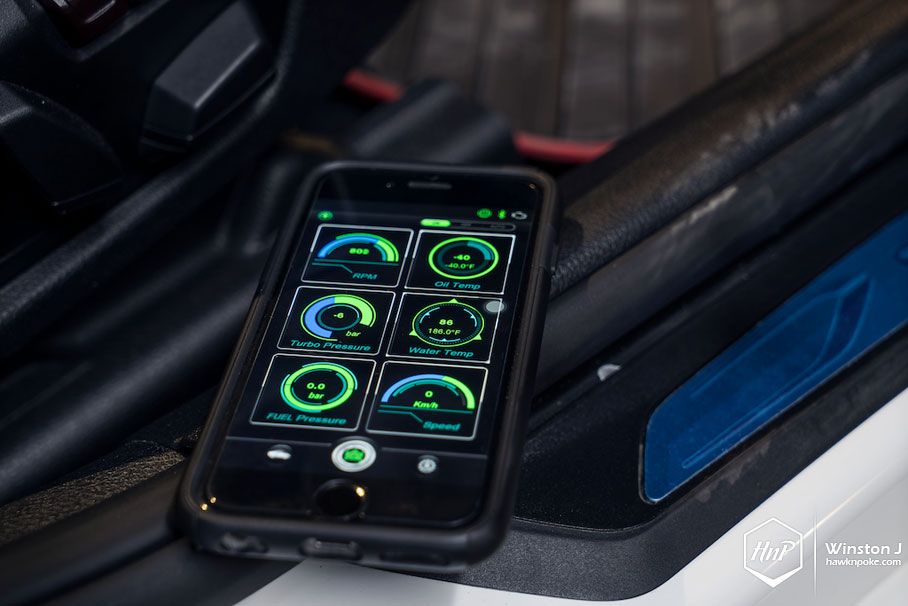 809
RPM
-40
-40.0°F
Oil Temp
-6
bar
Turbo Pressure
86
186.0°F
Water Temp
0.0
bar
FUEL Pressure
0
Km/h
Speed
HnP
Winston J
hawknpoke.com